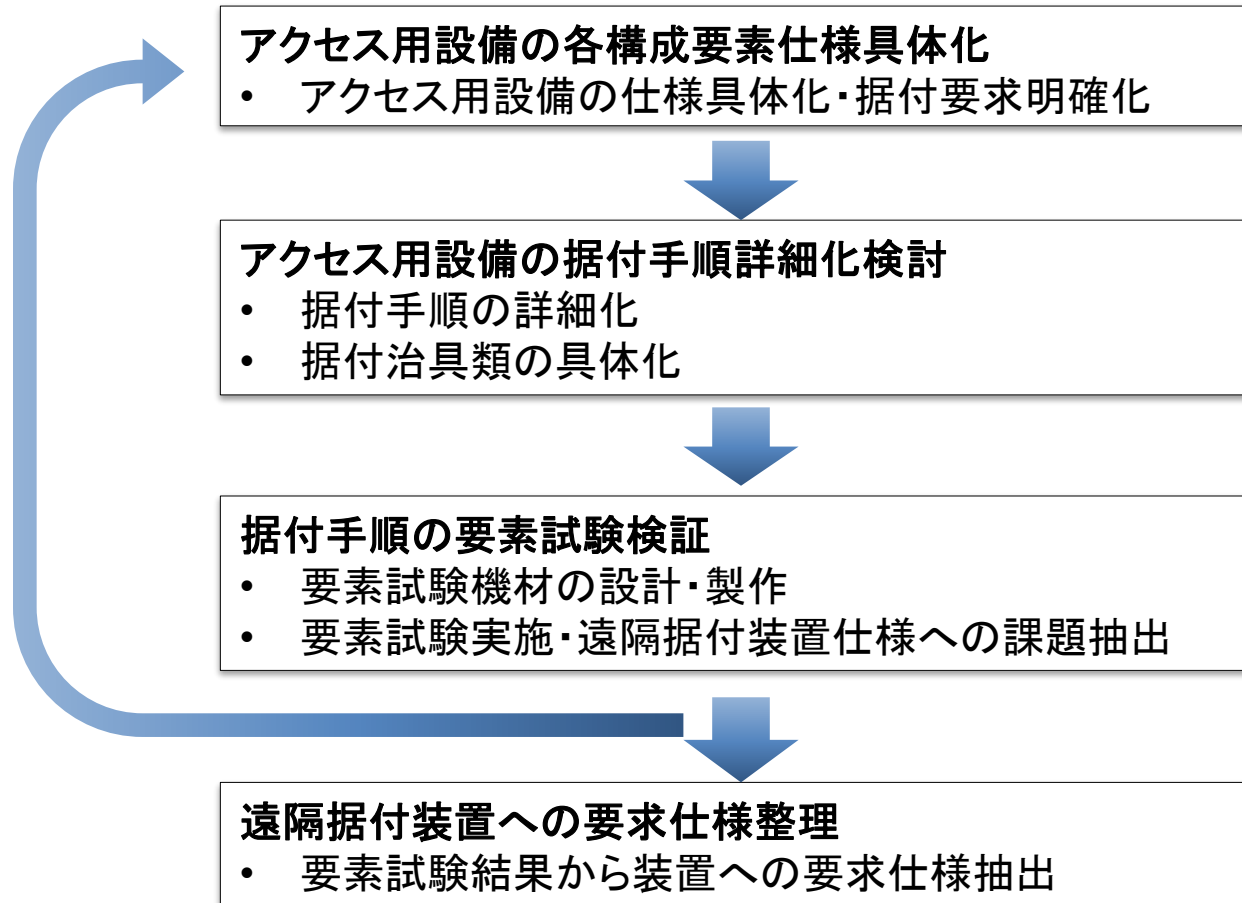 アクセス用設備の各構成要素仕様具体化
• アクセス用設備の仕様具体化・据付要求明確化
アクセス用設備の据付手順詳細化検討
• 据付手順の詳細化
• 据付治具類の具体化
据付手順の要素試験検証
• 要素試験機材の設計・製作
• 要素試験実施・遠隔据付装置仕様への課題抽出
遠隔据付装置への要求仕様整理
• 要素試験結果から装置への要求仕様抽出